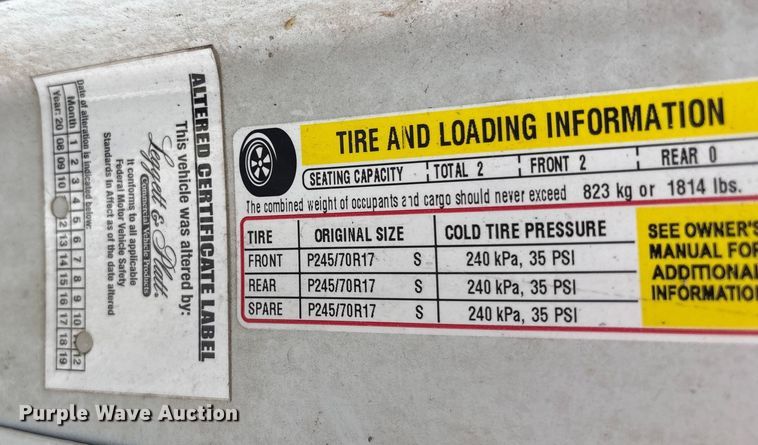 ALTERED CERTIFICATE LABEL
This vehicle was altered by:
Leggett & Platt
Commercial Vehicle Products
It conforms to all applicable
Federal Motor Vehicle Safety
Standards In Affect as of the date altered
Date of alteration is indicated below:
Month 1 2 3 4 5 6 7 8 9 10 12
Year: 20 08 09 10 2 13 14 15 16 17 18 19
TIRE AND LOADING INFORMATION
SEATING CAPACITY TOTAL 2 FRONT 2 REAR 0
The combined weight of occupants and cargo should never exceed 823 kg or 1814 lbs.
TIRE ORIGINAL SIZE COLD TIRE PRESSURE
FRONT P245/70R17 S 240 kPa, 35 PSI
REAR P245/70R17 S 240 kPa, 35 PSI
SPARE P245/70R17 S 240 kPa, 35 PSI
SEE OWNER'S
MANUAL FOR
ADDITIONAL
INFORMATION
Purple Wave Auction